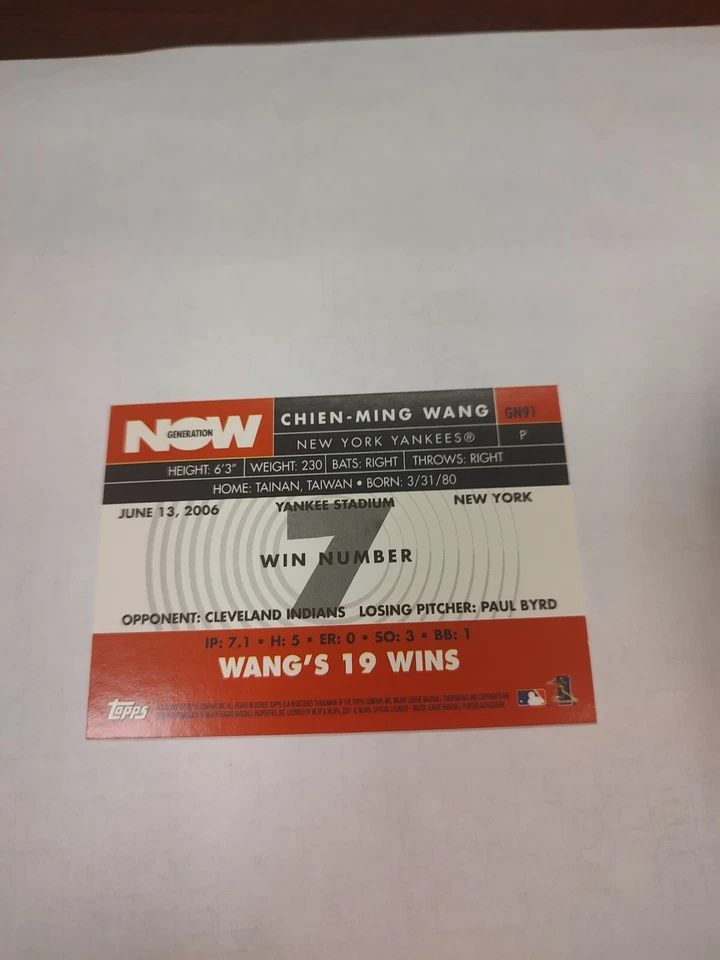 NOW
GENERATION
CHIEN-MING WANG
GN91
NEW YORK YANKEES®
P
HEIGHT: 6'3" WEIGHT: 230 BATS: RIGHT THROWS: RIGHT
HOME: TAINAN, TAIWAN • BORN: 3/31/80
JUNE 13, 2006 YANKEE STADIUM NEW YORK
7
WIN NUMBER
OPPONENT: CLEVELAND INDIANS LOSING PITCHER: PAUL BYRD
IP: 7.1 • H: 5 • ER: 0 • SO: 3 • BB: 1
WANG'S 19 WINS
Topps